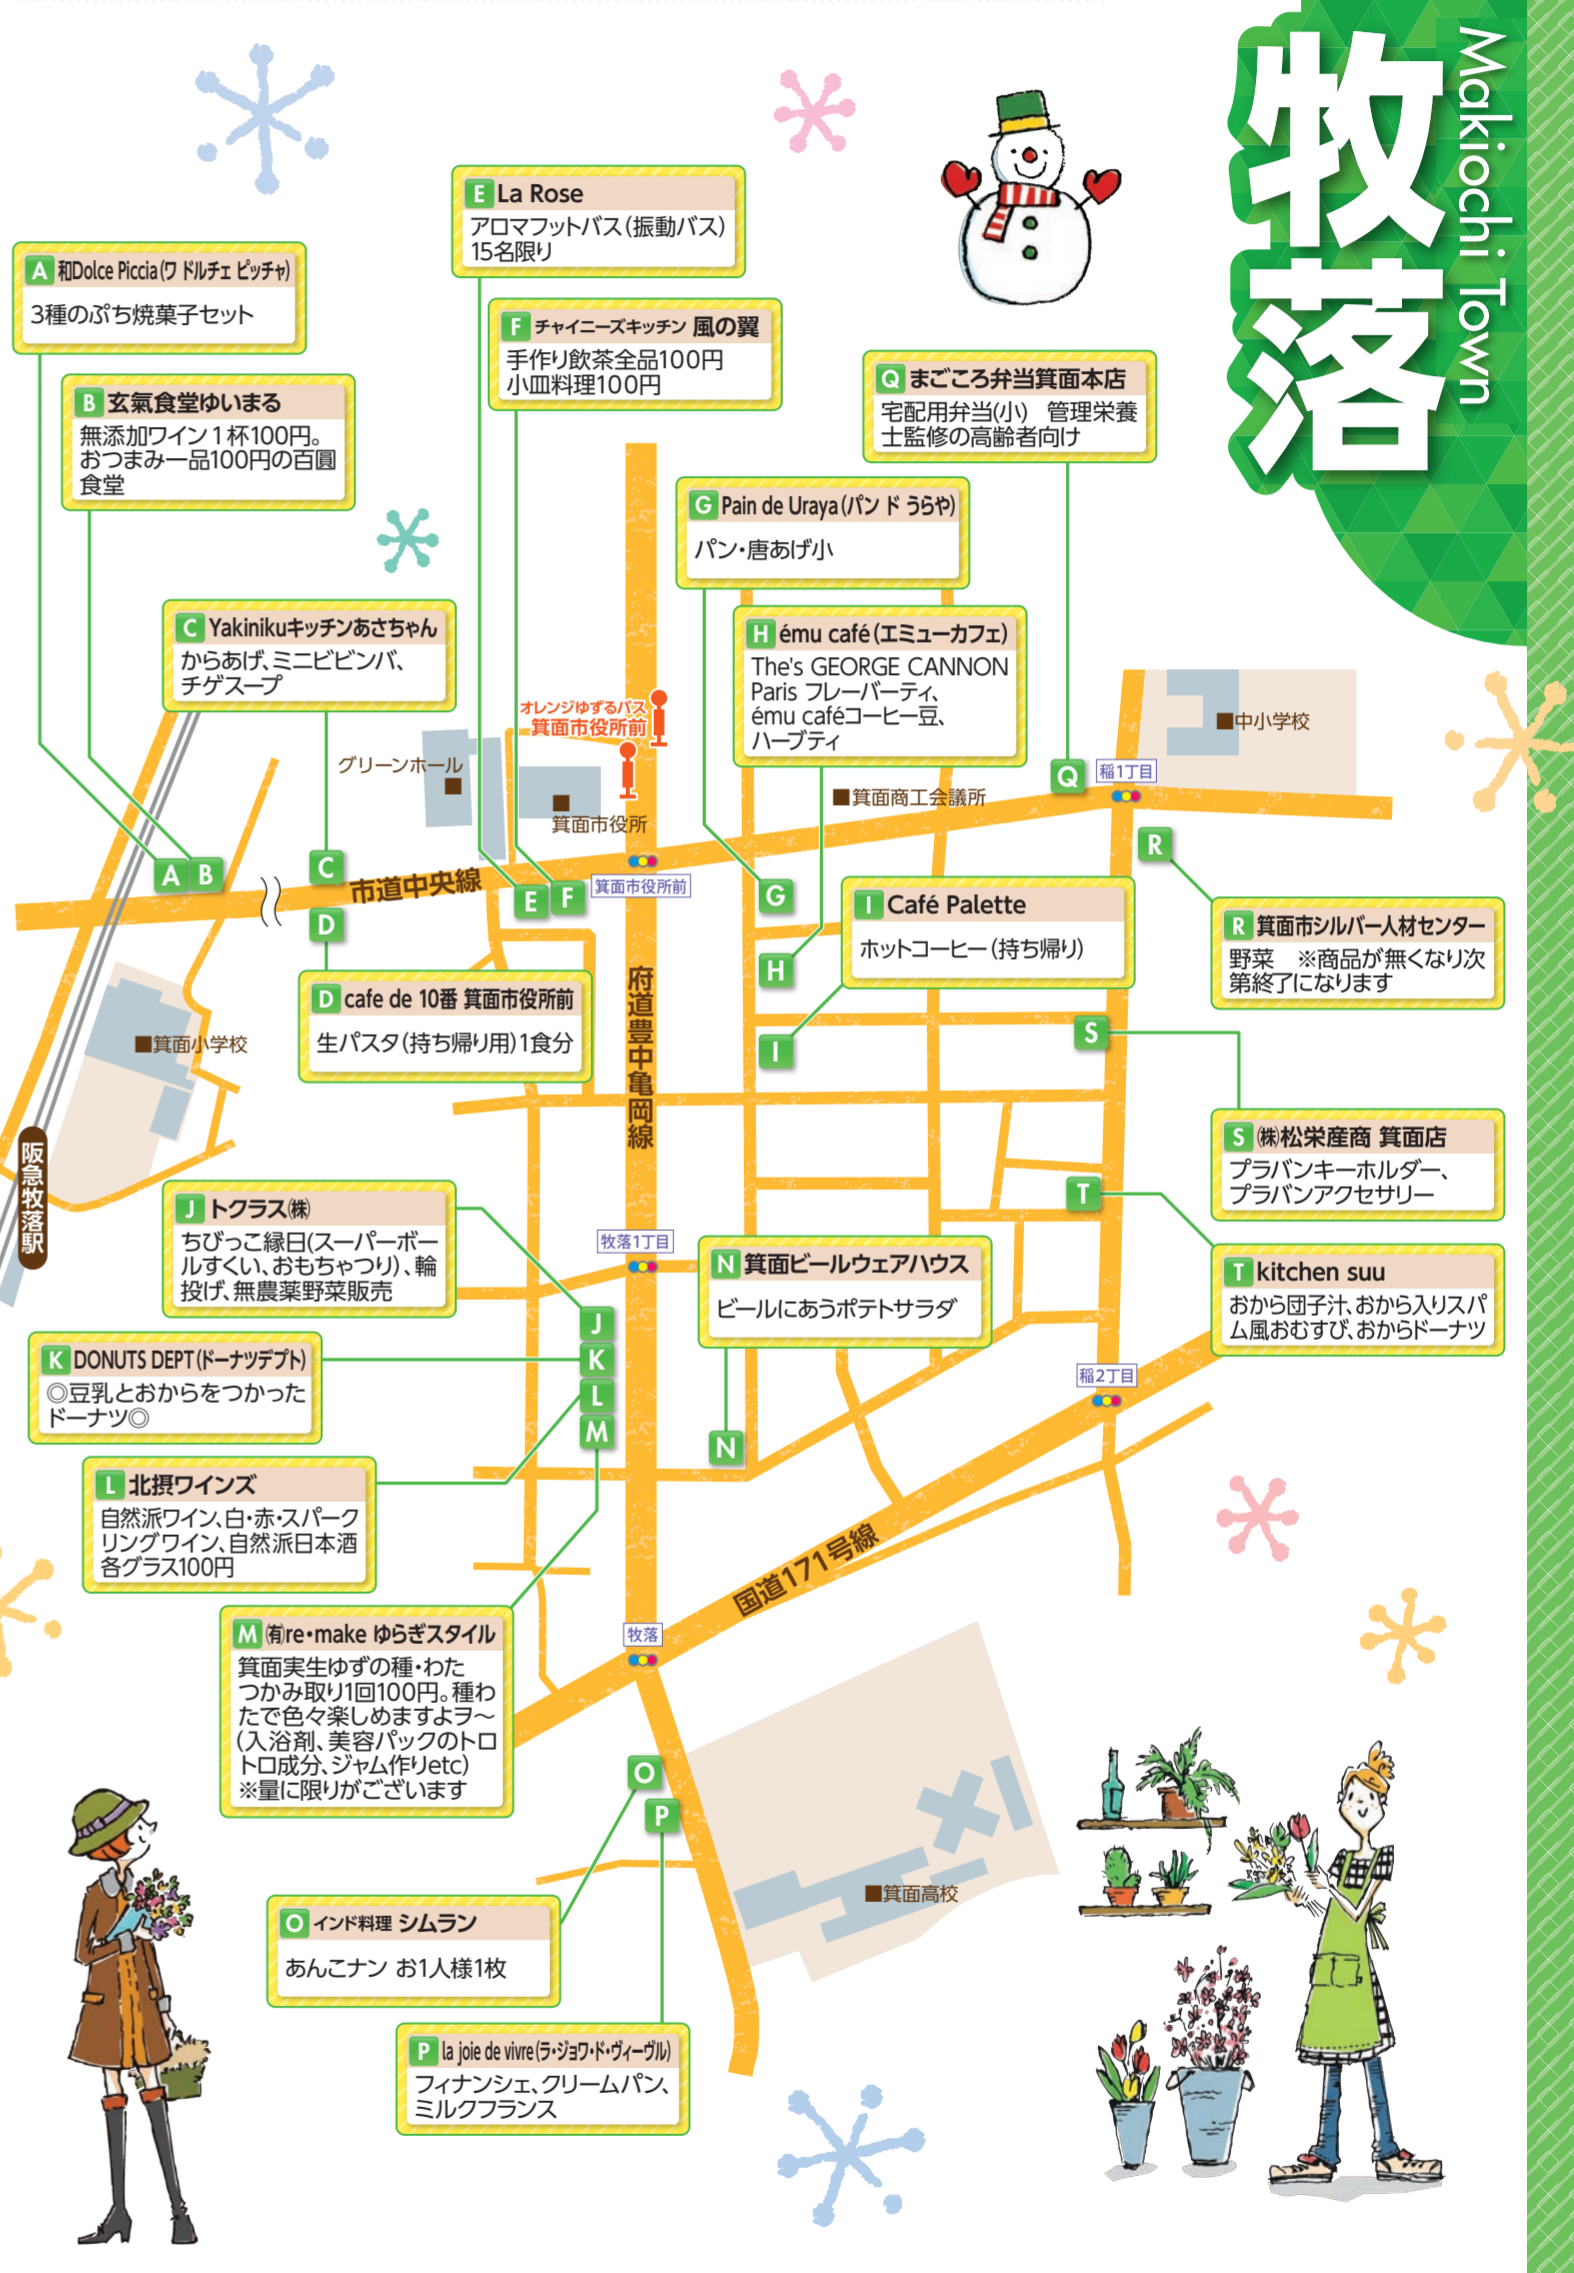 牧落
Makiochi Town
A 和Dolce Piccia(ワ ドルチェ ピッチャ)
3種のぷち焼菓子セット
B 玄氣食堂ゆいまる
無添加ワイン1杯100円。
おつまみ一品100円の百圓
食堂
C Yakinikuキッチンあさちゃん
からあげ、ミニビビンバ、
チゲスープ
D cafe de 10番 箕面市役所前
生パスタ(持ち帰り用)1食分
E La Rose
アロマフットバス(振動バス)
15名限り
F チャイニーズキッチン 風の翼
手作り飲茶全品100円
小皿料理100円
G Pain de Uraya(パン ド うらや)
パン・唐あげ小
H ému café(エミューカフェ)
The's GEORGE CANNON
Paris フレーバーティ、
ému caféコーヒー豆、
ハーブティ
I Café Palette
ホットコーヒー(持ち帰り)
J トクラス㈱
ちびっこ縁日(スーパーボー
ルすくい、おもちゃつり)、輪
投げ、無農薬野菜販売
K DONUTS DEPT(ドーナツデプト)
◎豆乳とおからをつかった
ドーナツ◎
L 北摂ワインズ
自然派ワイン、白・赤・スパーク
リングワイン、自然派日本酒
各グラス100円
M ㈲re・make ゆらぎスタイル
箕面実生ゆずの種・わた
つかみ取り1回100円。種わ
たで色々楽しめますよヲ〜
(入浴剤、美容パックのトロ
トロ成分、ジャム作りetc)
※量に限りがございます
N 箕面ビールウェアハウス
ビールにあうポテトサラダ
O インド料理 シムラン
あんこナン お1人様1枚
P la joie de vivre(ラ・ジョワ・ド・ヴィーヴル)
フィナンシェ、クリームパン、
ミルクフランス
Q まごころ弁当箕面本店
宅配用弁当(小) 管理栄養
士監修の高齢者向け
R 箕面市シルバー人材センター
野菜 ※商品が無くなり次
第終了になります
S ㈱松栄産商 箕面店
プラバンキーホルダー、
プラバンアクセサリー
T kitchen suu
おから団子汁、おから入りスパ
ム風おむすび、おからドーナツ
オレンジゆずるバス
箕面市役所前
グリーンホール
箕面市役所
■箕面商工会議所
■中小学校
稲1丁目
箕面市役所前
市道中央線
府道豊中亀岡線
■箕面小学校
阪急牧落駅
牧落1丁目
稲2丁目
国道171号線
牧落
■箕面高校
A
B
C
D
E
F
G
H
I
J
K
L
M
N
O
P
Q
R
S
T